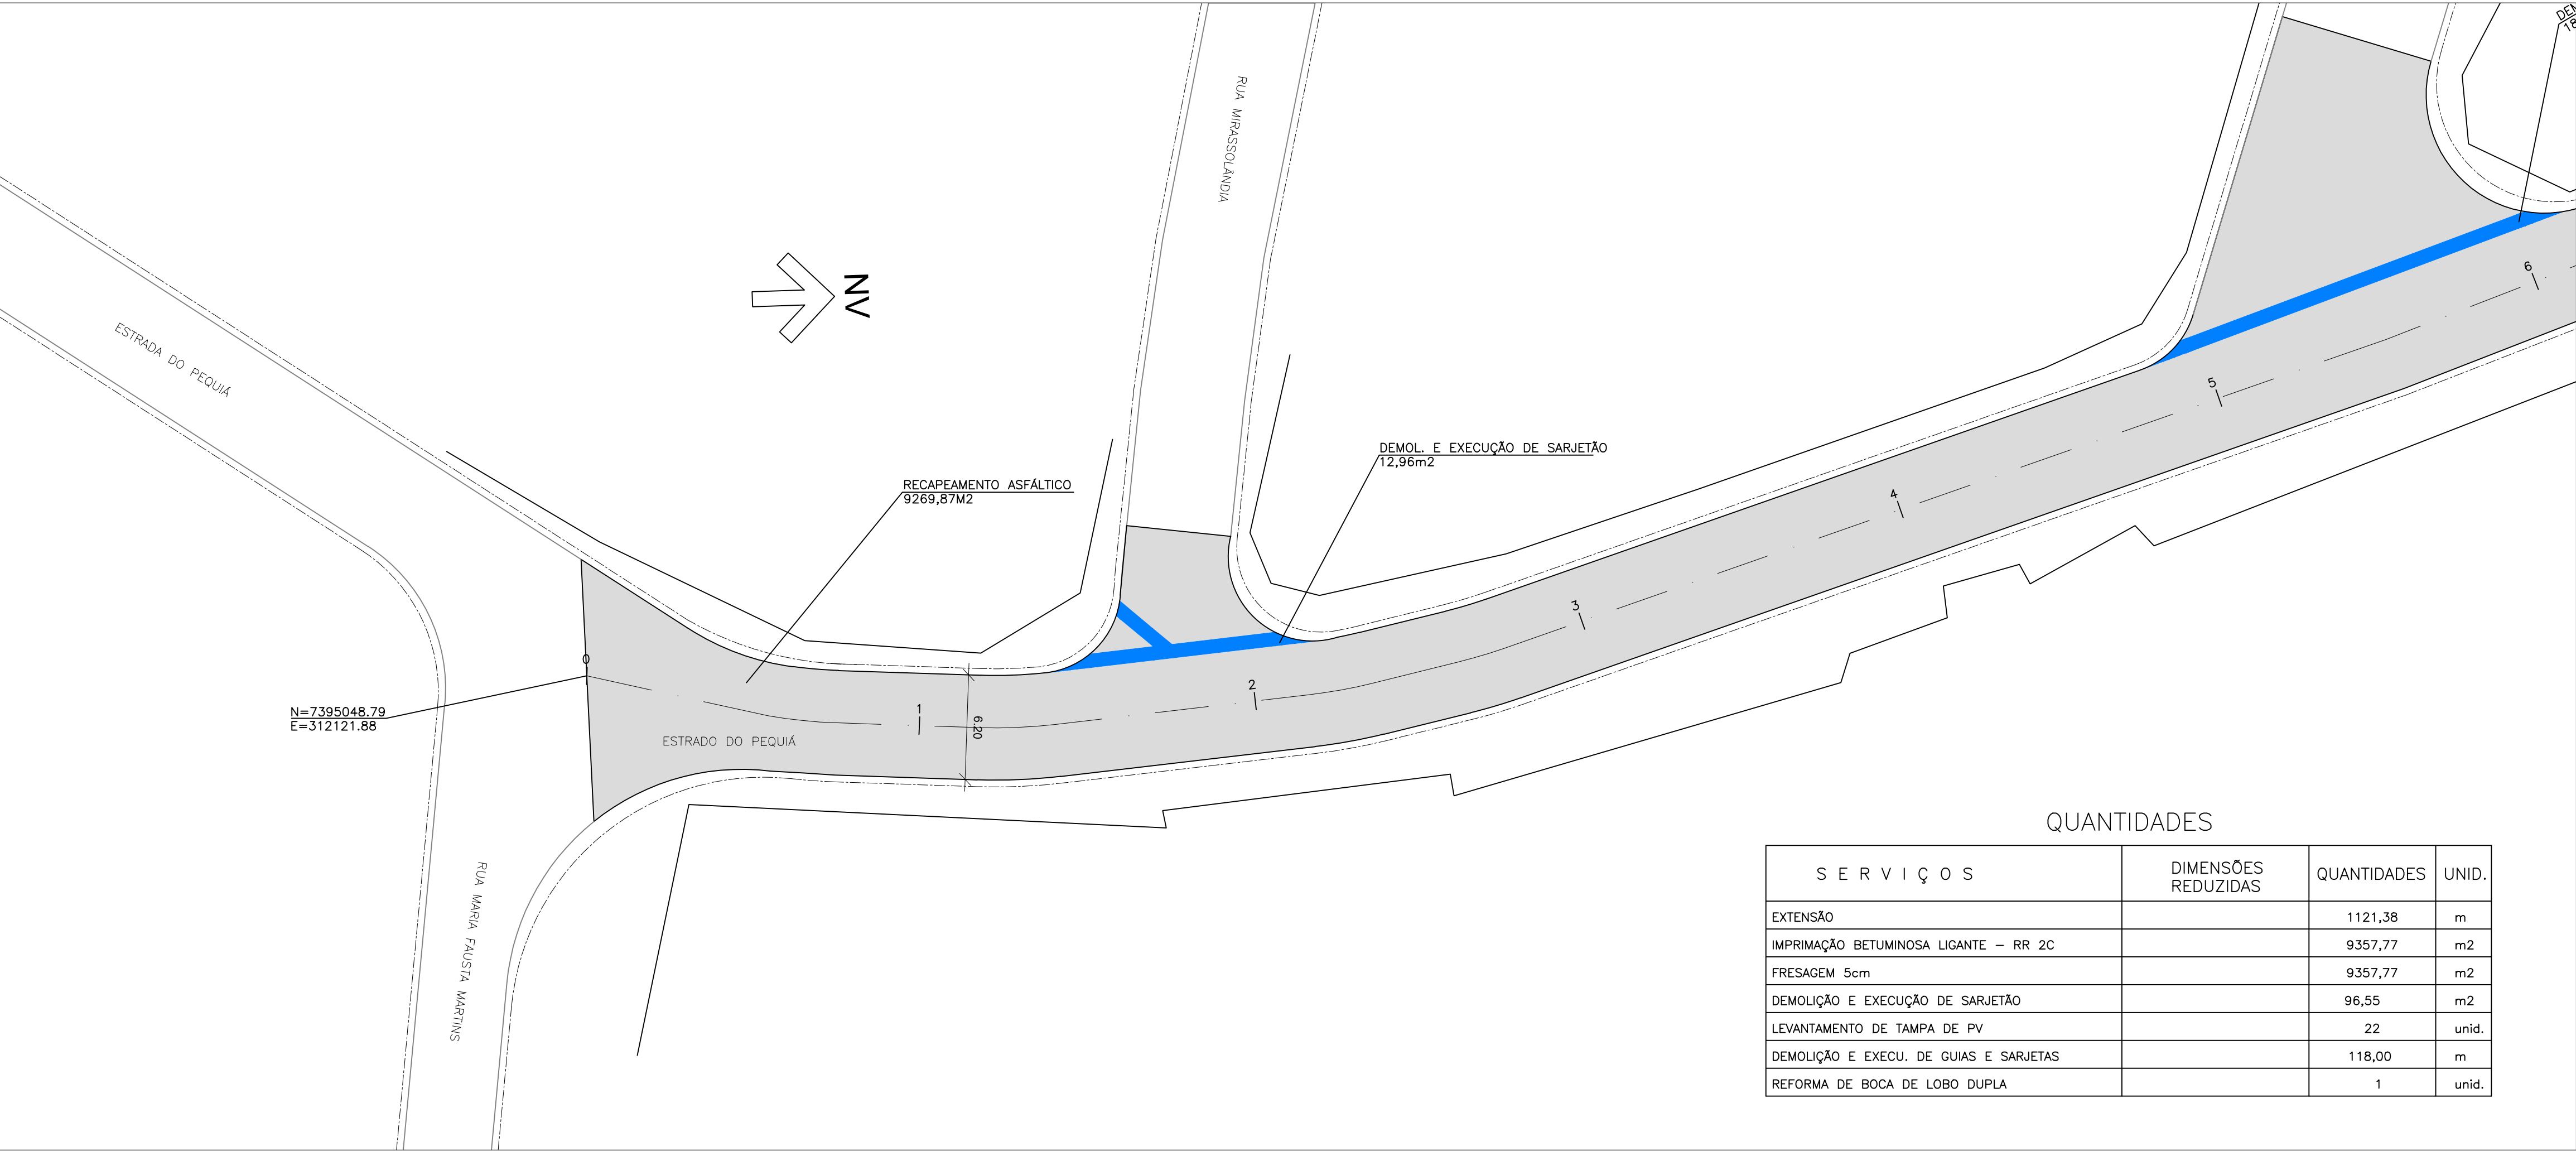 DEM
18
RUA MIRASSOLÂNDIA
NV
6
ESTRADA DO PEQUIÁ
5
DEMOL. E EXECUÇÃO DE SARJETÃO
12,96m2
RECAPEAMENTO ASFÁLTICO
9269,87M2
4
3
0
2
1
N=7395048.79
E=312121.88
6.20
ESTRADO DO PEQUIÁ
RUA MARIA FAUSTA MARTINS
QUANTIDADES
SERVIÇOS DIMENSÕES REDUZIDAS QUANTIDADES UNID.
EXTENSÃO 1121,38 m
IMPRIMAÇÃO BETUMINOSA LIGANTE – RR 2C 9357,77 m2
FRESAGEM 5cm 9357,77 m2
DEMOLIÇÃO E EXECUÇÃO DE SARJETÃO 96,55 m2
LEVANTAMENTO DE TAMPA DE PV 22 unid.
DEMOLIÇÃO E EXECU. DE GUIAS E SARJETAS 118,00 m
REFORMA DE BOCA DE LOBO DUPLA 1 unid.